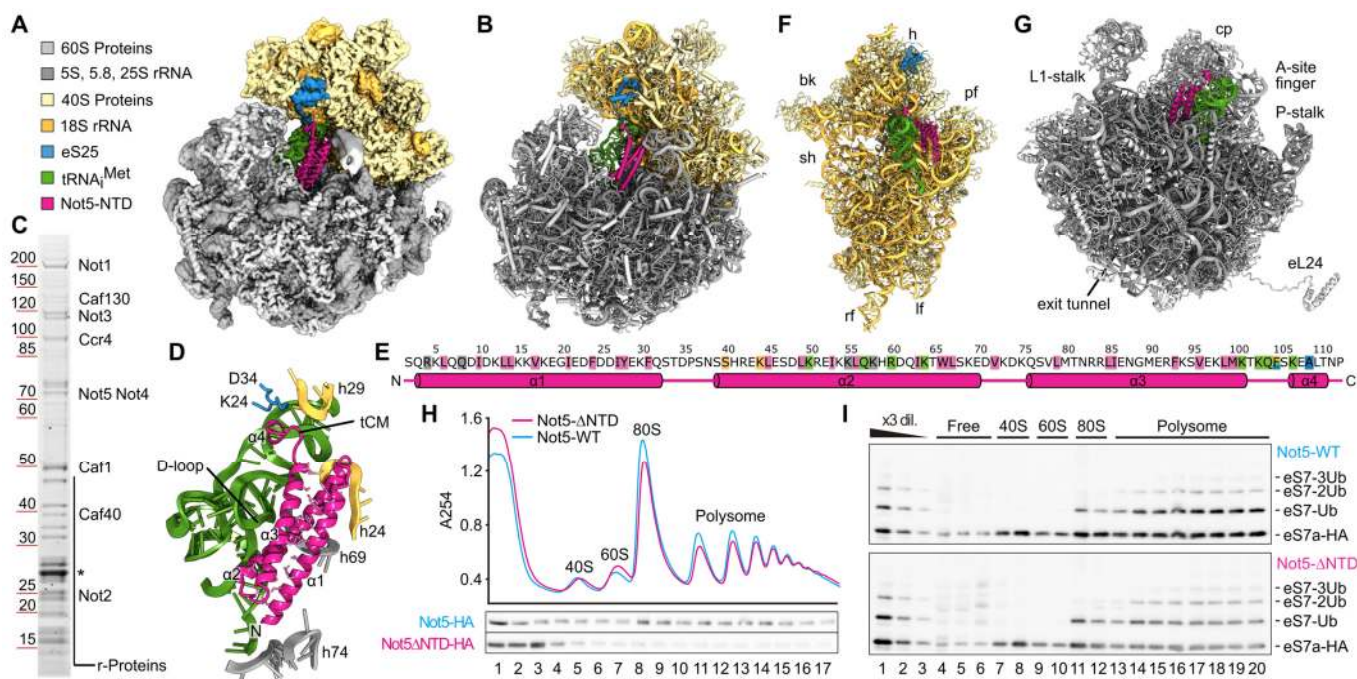 A
60S Proteins
5S, 5.8, 25S rRNA
40S Proteins
18S rRNA
eS25
tRNAiMet
Not5-NTD
B
F
h
bk
pf
sh
rf
lf
G
cp
L1-stalk
A-site
finger
P-stalk
eL24
exit tunnel
C
200
150
120
100
85
70
60
50
40
30
25
20
15
Not1
Caf130
Not3
Ccr4
Not5 Not4
Caf1
Caf40
*
Not2
r-Proteins
D
D34
K24
h29
α4
tCM
D-loop
α3
h24
h69
α2
α1
N
h74
E
5 10 15 20 25 30 35 40 45 50 55 60 65 70 75 80 85 90 95 100 105 110
SQRKLQQDIDKLLKKVKEGIEDFDDIYEKFQSTDPSNSSHREKLESDLKREIKKLQKHRDQIKTWLSKEDVKDKQSVLMTNRRLIENGMERFKSVEKLMKTKQFSKEALTNP
N α1 α2 α3 α4 C
H
1.6
1.2
0.8
0.4
A254
Not5-ΔNTD
Not5-WT
80S
Polysome
60S
40S
Not5-HA
Not5ΔNTD-HA
1 2 3 4 5 6 7 8 9 10 11 12 13 14 15 16 17
I
x3 dil. Free 40S 60S 80S Polysome
Not5-WT
eS7-3Ub
eS7-2Ub
eS7-Ub
eS7a-HA
Not5-ΔNTD
eS7-3Ub
eS7-2Ub
eS7-Ub
eS7a-HA
1 2 3 4 5 6 7 8 9 10 11 12 13 14 15 16 17 18 19 20